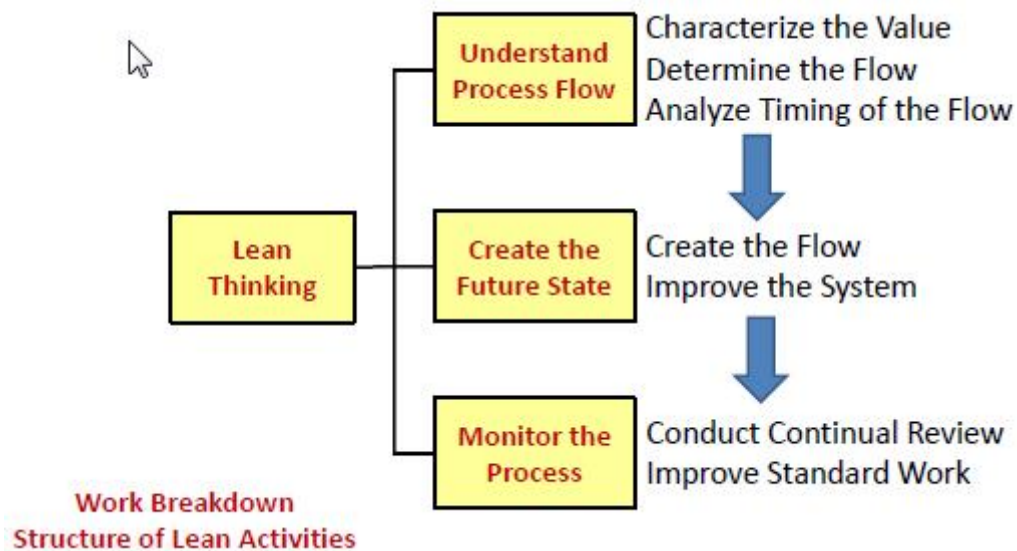 Understand
Process Flow
Characterize the Value
Determine the Flow
Analyze Timing of the Flow
Lean
Thinking
Create the
Future State
Create the Flow
Improve the System
Monitor the
Process
Conduct Continual Review
Improve Standard Work
Work Breakdown
Structure of Lean Activities